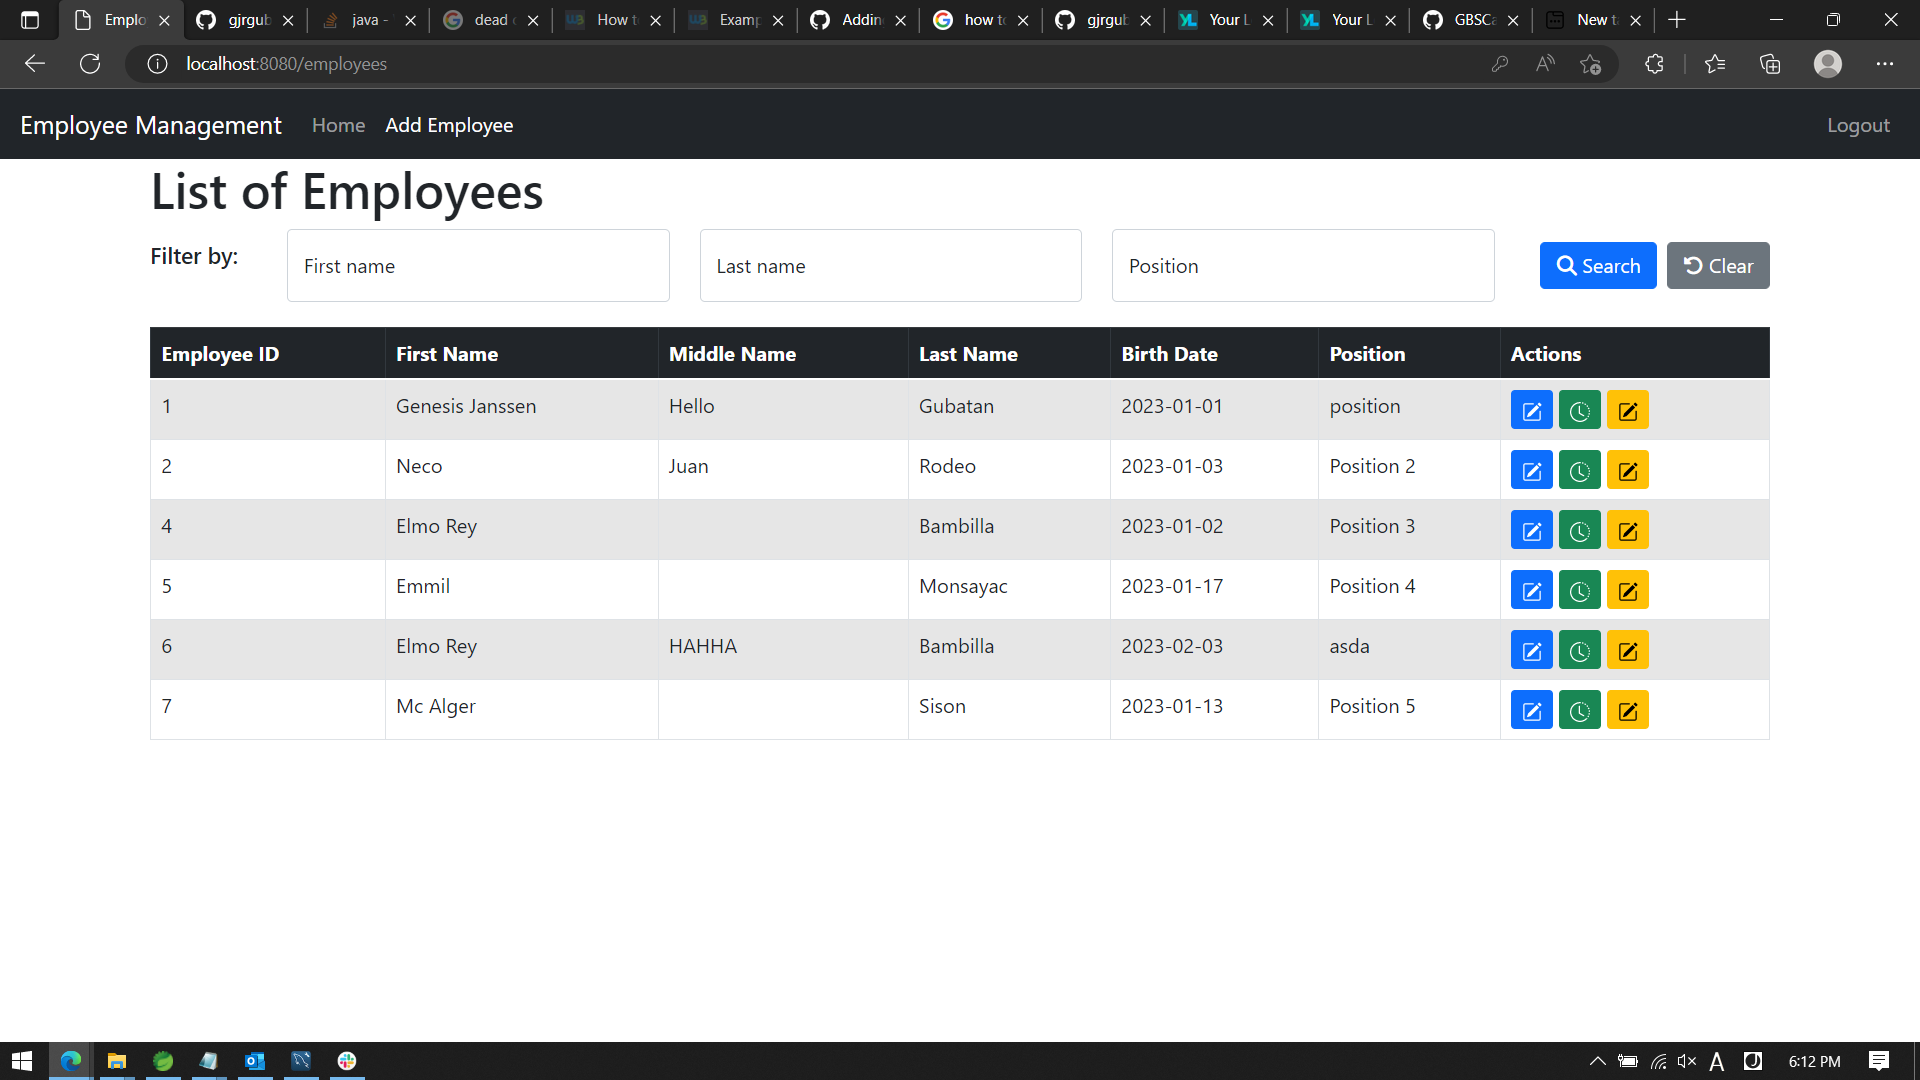 Emplo gjrgub java - dead How t Examp Addin how to gjrgub Your L Your L GBSCa New ta
localhost:8080/employees
Employee Management Home Add Employee Logout
List of Employees
Filter by: First name Last name Position Search Clear
Employee ID First Name Middle Name Last Name Birth Date Position Actions
1 Genesis Janssen Hello Gubatan 2023-01-01 position
2 Neco Juan Rodeo 2023-01-03 Position 2
4 Elmo Rey Bambilla 2023-01-02 Position 3
5 Emmil Monsayac 2023-01-17 Position 4
6 Elmo Rey HAHHA Bambilla 2023-02-03 asda
7 Mc Alger Sison 2023-01-13 Position 5
A 6:12 PM